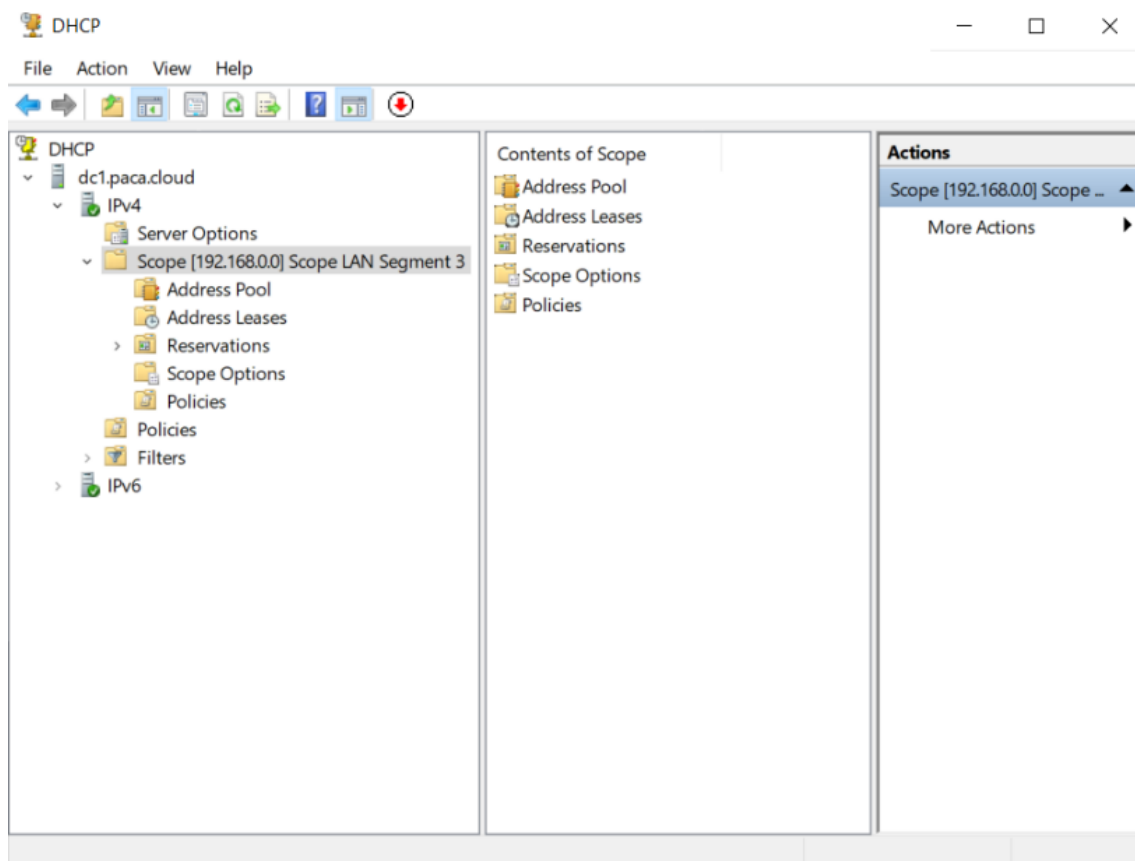 DHCP
File Action View Help
DHCP
dc1.paca.cloud
IPv4
Server Options
Scope [192.168.0.0] Scope LAN Segment 3
Address Pool
Address Leases
Reservations
Scope Options
Policies
Policies
Filters
IPv6
Contents of Scope
Address Pool
Address Leases
Reservations
Scope Options
Policies
Actions
Scope [192.168.0.0] Scope ...
More Actions